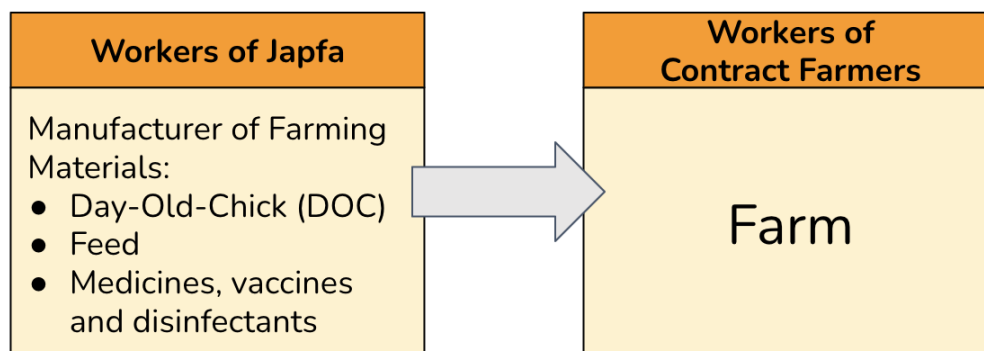 Workers of Japfa
Manufacturer of Farming
Materials:
● Day-Old-Chick (DOC)
● Feed
● Medicines, vaccines
and disinfectants
Workers of
Contract Farmers
Farm